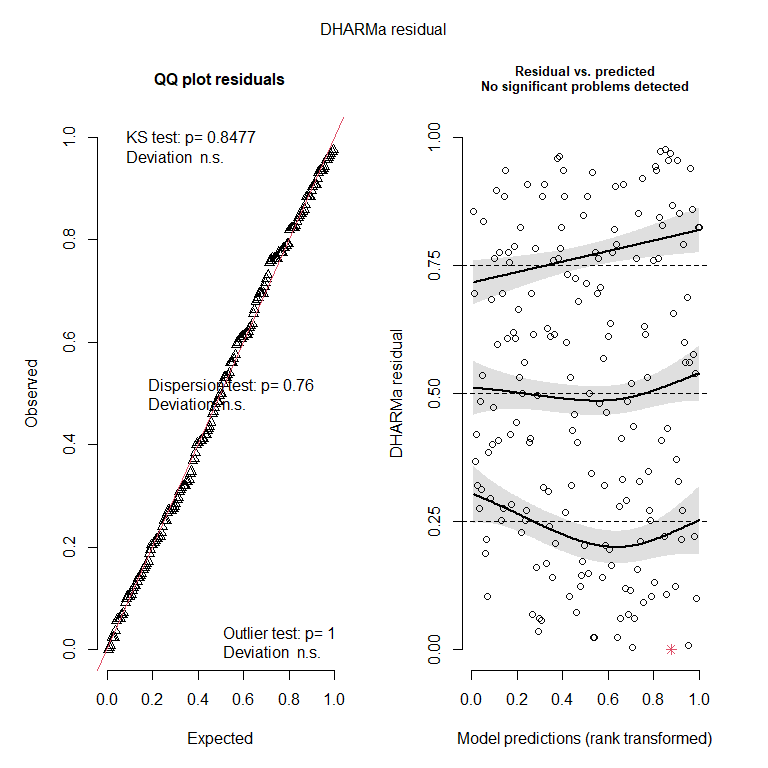 DHARMa residual
QQ plot residuals
KS test: p= 0.8477
Deviation n.s.
Dispersion test: p= 0.76
Deviation n.s.
Outlier test: p= 1
Deviation n.s.
Observed
0.0 0.2 0.4 0.6 0.8 1.0
0.0 0.2 0.4 0.6 0.8 1.0
Expected
Residual vs. predicted
No significant problems detected
DHARMa residual
0.00 0.25 0.50 0.75 1.00
0.0 0.2 0.4 0.6 0.8 1.0
Model predictions (rank transformed)